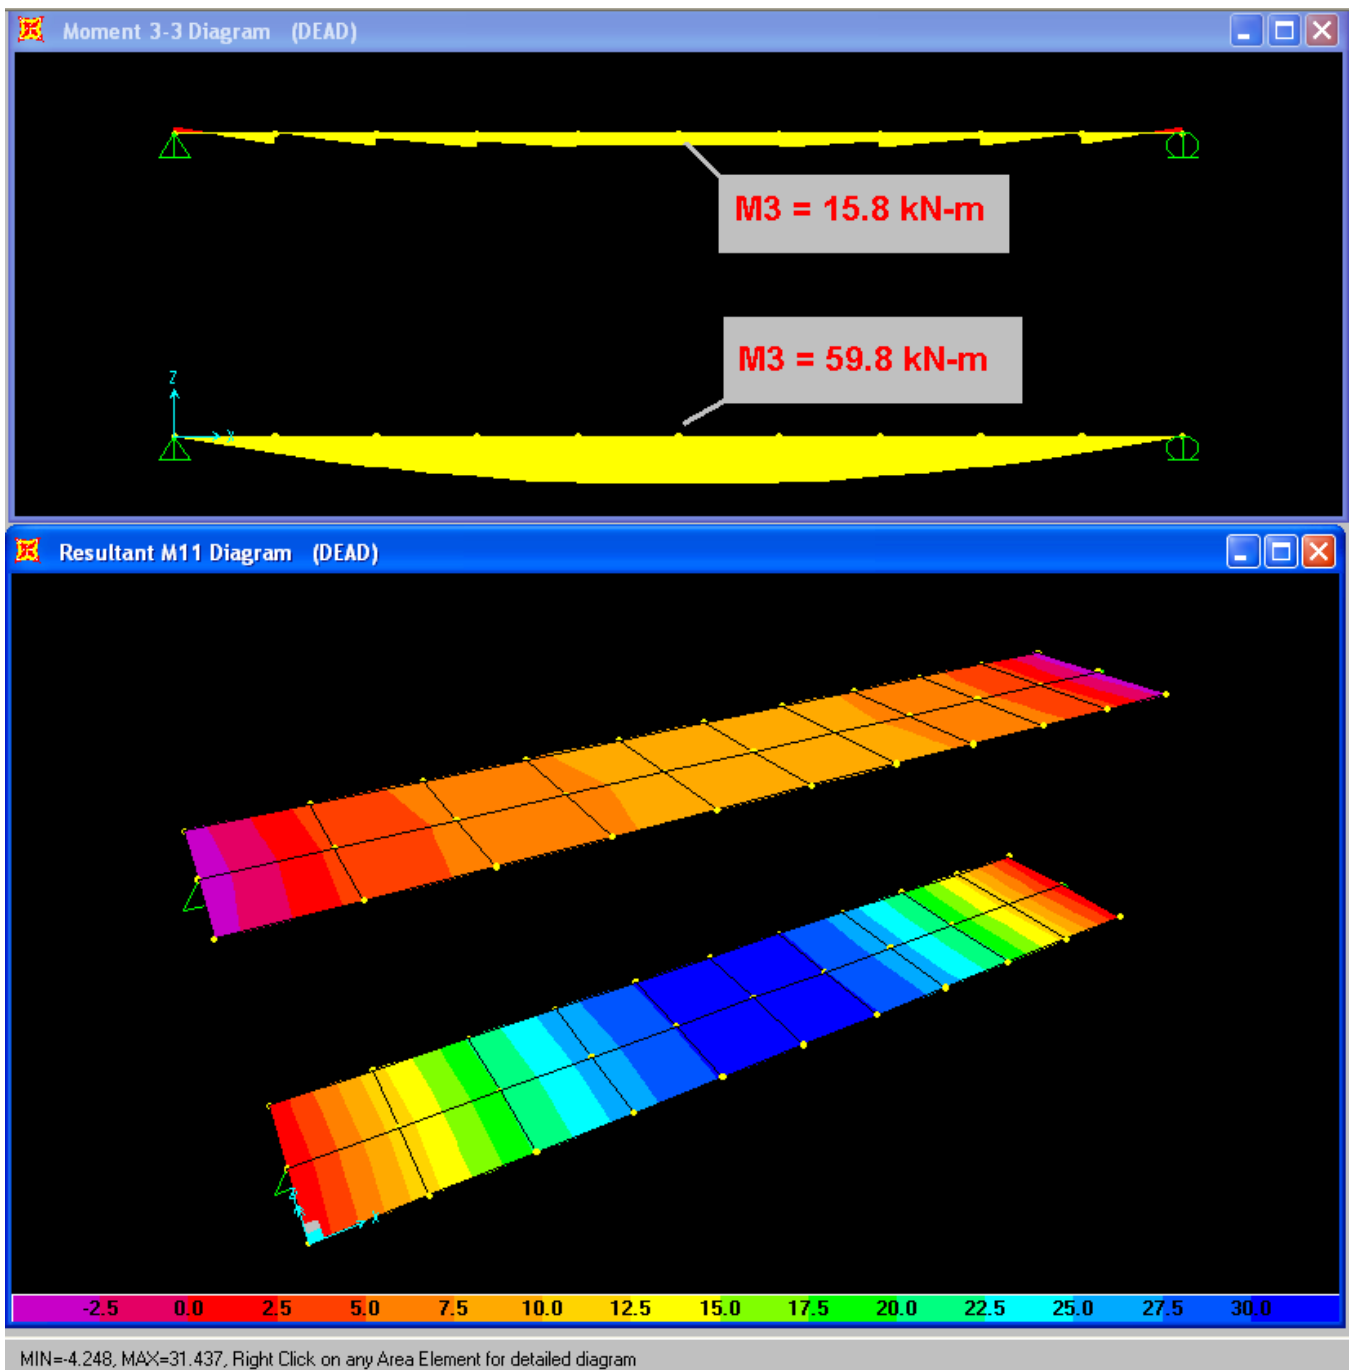 Moment 3-3 Diagram (DEAD)
M3 = 15.8 kN-m
M3 = 59.8 kN-m
Z
X
Resultant M11 Diagram (DEAD)
Z
X
-2.5 0.0 2.5 5.0 7.5 10.0 12.5 15.0 17.5 20.0 22.5 25.0 27.5 30.0
MIN=-4.248, MAX=31.437, Right Click on any Area Element for detailed diagram